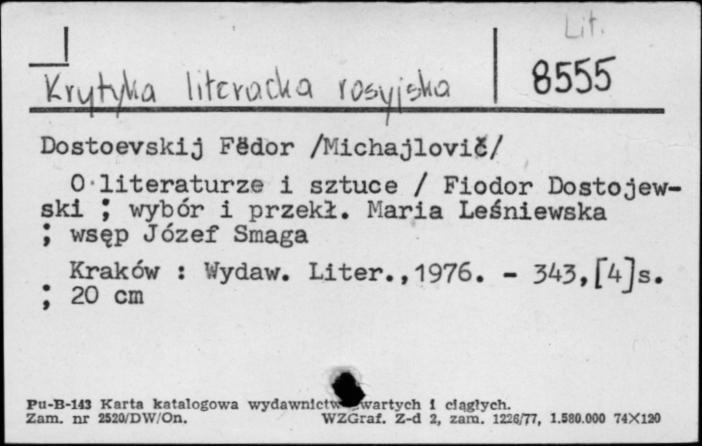 Lit.
Krytyka literacka rosyjska 8555
Dostoevskij Fëdor /Michajlovič/
O literaturze i sztuce / Fiodor Dostojew-
ski ; wybór i przekł. Maria Leśniewska
; wsęp Józef Smaga
Kraków : Wydaw. Liter.,1976. - 343,[4]s.
; 20 cm
Pu-B-143 Karta katalogowa wydawnictw zwartych i ciągłych.
Zam. nr 2520/DW/On. WZGraf. Z-d 2, zam. 1226/77, 1.580.000 74X120